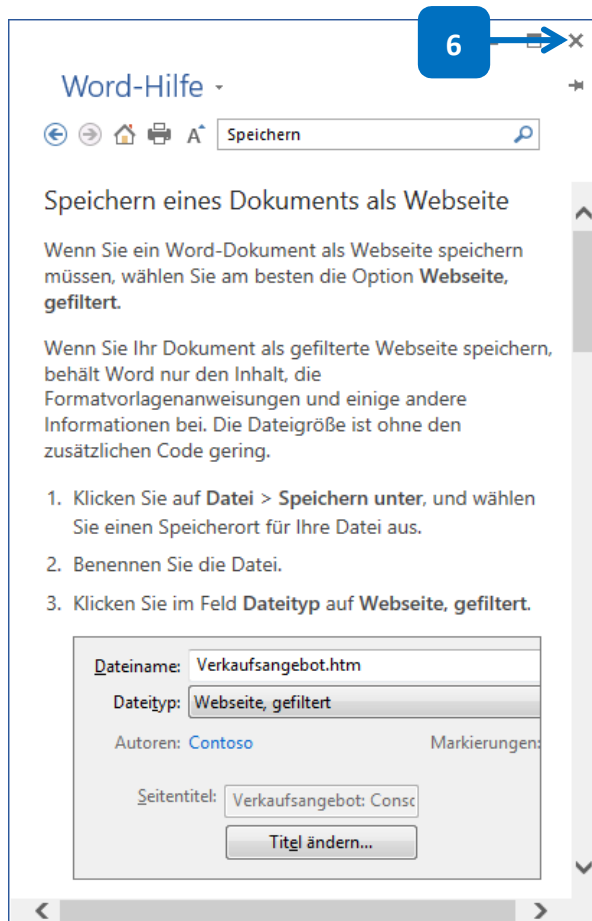 6
Word-Hilfe
Speichern
Speichern eines Dokuments als Webseite
Wenn Sie ein Word-Dokument als Webseite speichern
müssen, wählen Sie am besten die Option Webseite,
gefiltert.
Wenn Sie Ihr Dokument als gefilterte Webseite speichern,
behält Word nur den Inhalt, die
Formatvorlagenanweisungen und einige andere
Informationen bei. Die Dateigröße ist ohne den
zusätzlichen Code gering.
1. Klicken Sie auf Datei > Speichern unter, und wählen
Sie einen Speicherort für Ihre Datei aus.
2. Benennen Sie die Datei.
3. Klicken Sie im Feld Dateityp auf Webseite, gefiltert.
Dateiname: Verkaufsangebot.htm
Dateityp: Webseite, gefiltert
Autoren: Contoso Markierungen:
Seitentitel: Verkaufsangebot: Consc
Titel ändern...